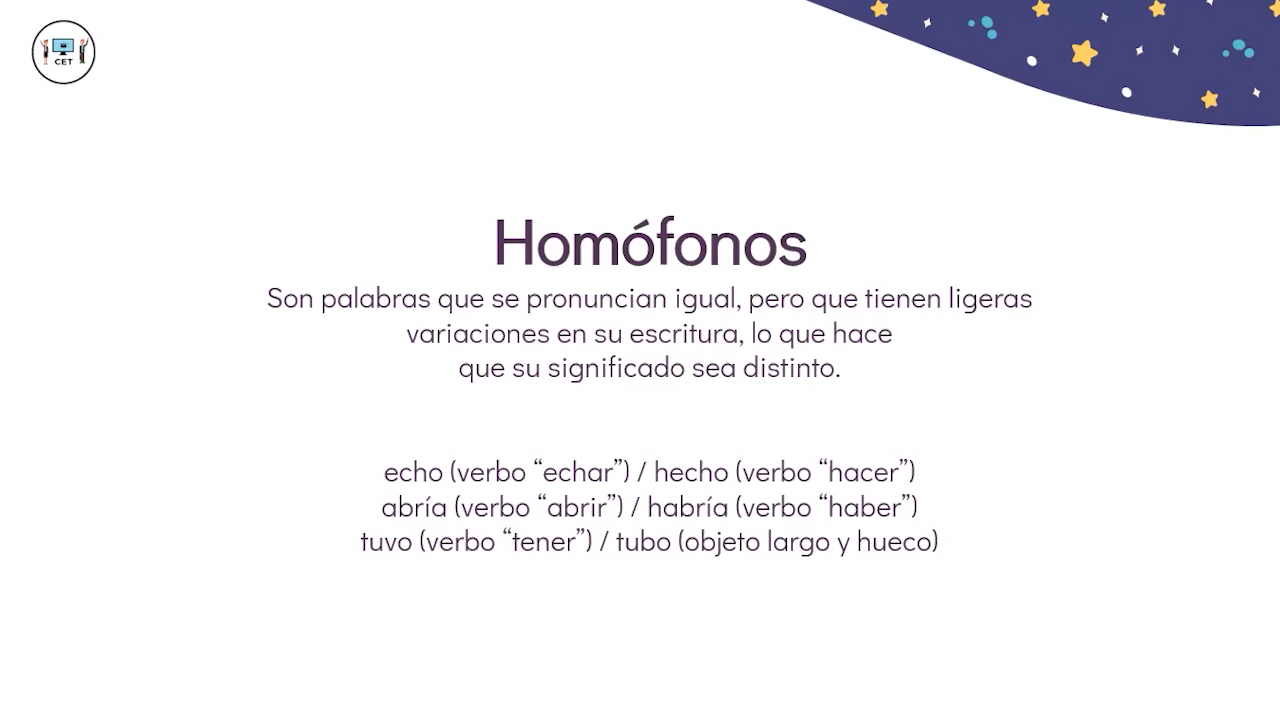 CET
Homófonos
Son palabras que se pronuncian igual, pero que tienen ligeras
variaciones en su escritura, lo que hace
que su significado sea distinto.
echo (verbo “echar”) / hecho (verbo “hacer”)
abría (verbo “abrir”) / habría (verbo “haber”)
tuvo (verbo “tener”) / tubo (objeto largo y hueco)